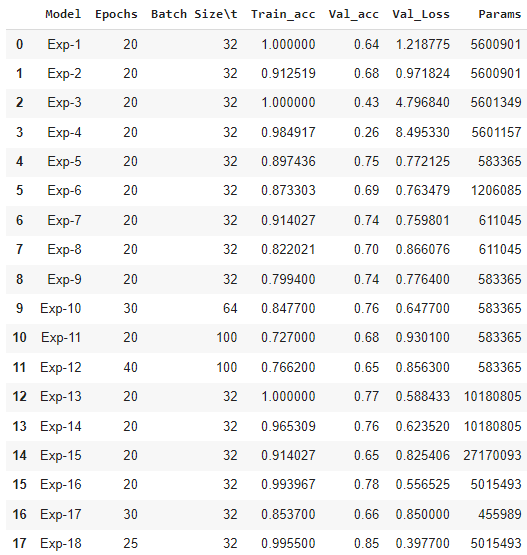 Model Epochs Batch Size\t Train_acc Val_acc Val_Loss Params
0 Exp-1 20 32 1.000000 0.64 1.218775 5600901
1 Exp-2 20 32 0.912519 0.68 0.971824 5600901
2 Exp-3 20 32 1.000000 0.43 4.796840 5601349
3 Exp-4 20 32 0.984917 0.26 8.495330 5601157
4 Exp-5 20 32 0.897436 0.75 0.772125 583365
5 Exp-6 20 32 0.873303 0.69 0.763479 1206085
6 Exp-7 20 32 0.914027 0.74 0.759801 611045
7 Exp-8 20 32 0.822021 0.70 0.866076 611045
8 Exp-9 20 32 0.799400 0.74 0.776400 583365
9 Exp-10 30 64 0.847700 0.76 0.647700 583365
10 Exp-11 20 100 0.727000 0.68 0.930100 583365
11 Exp-12 40 100 0.766200 0.65 0.856300 583365
12 Exp-13 20 32 1.000000 0.77 0.588433 10180805
13 Exp-14 20 32 0.965309 0.76 0.623520 10180805
14 Exp-15 20 32 0.914027 0.65 0.825406 27170093
15 Exp-16 20 32 0.993967 0.78 0.556525 5015493
16 Exp-17 30 32 0.853700 0.66 0.850000 455989
17 Exp-18 25 32 0.995500 0.85 0.397700 5015493